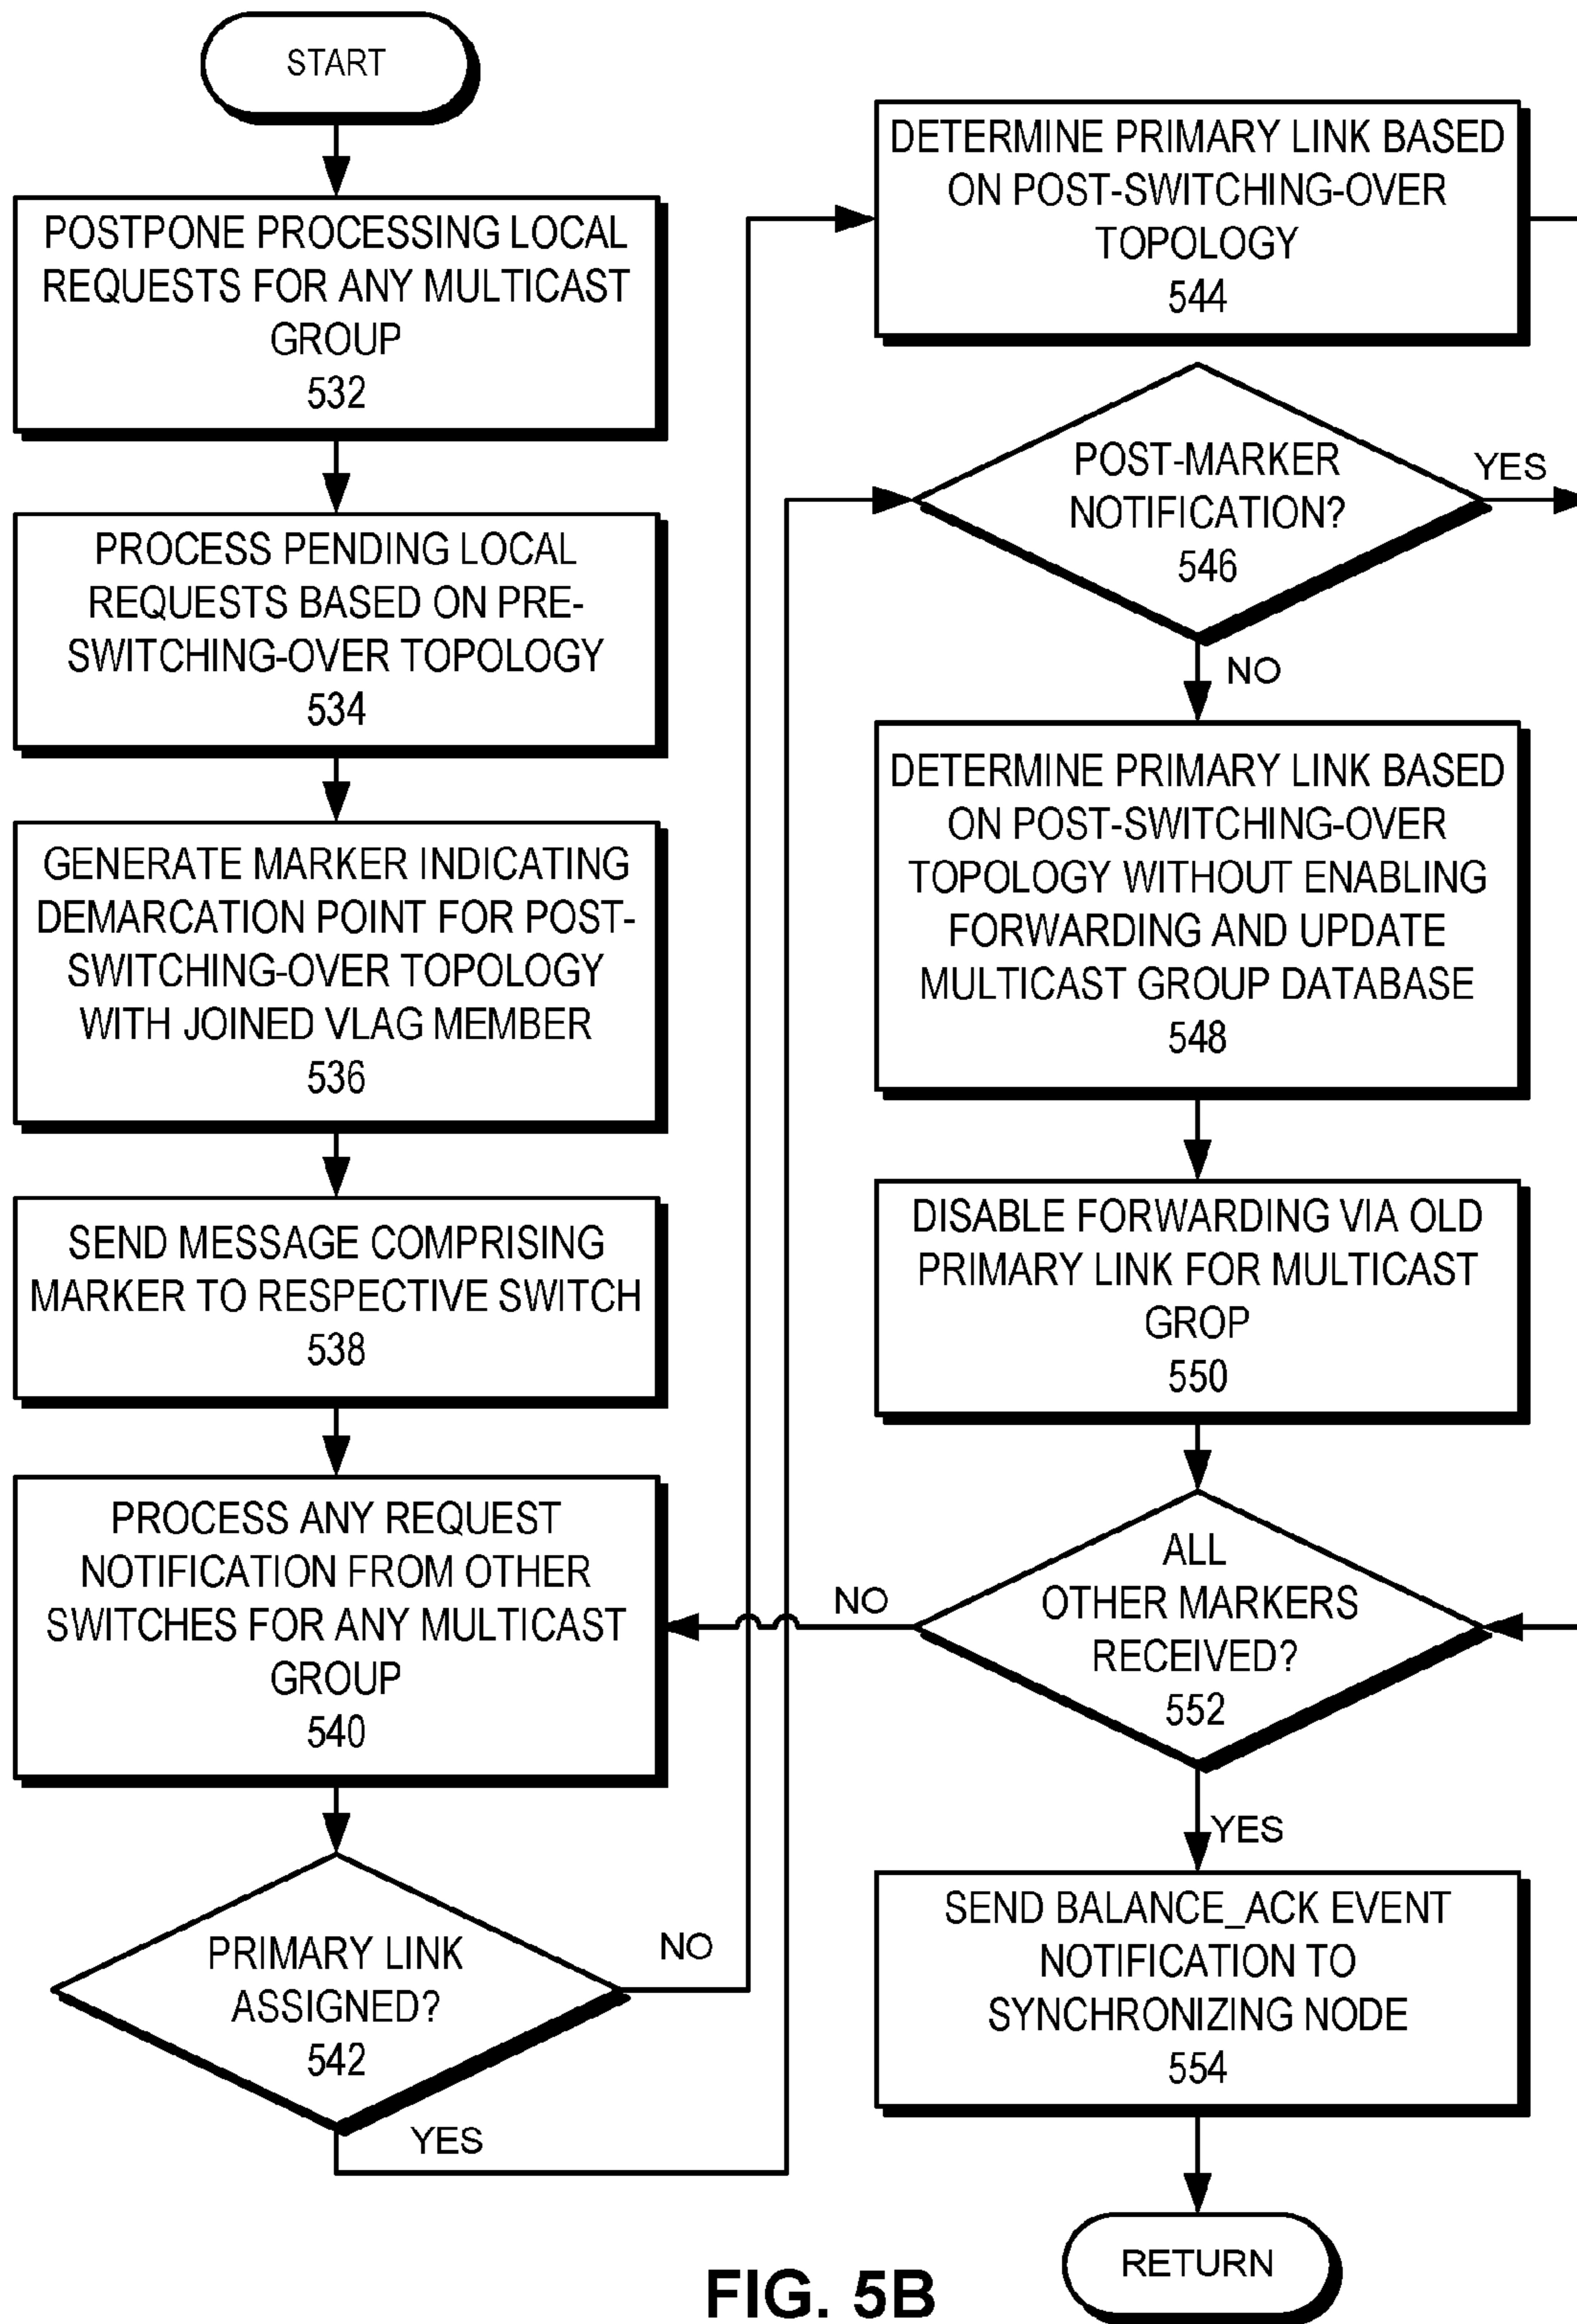 START
POSTPONE PROCESSING LOCAL
REQUESTS FOR ANY MULTICAST
GROUP
532
PROCESS PENDING LOCAL
REQUESTS BASED ON PRE-
SWITCHING-OVER TOPOLOGY
534
GENERATE MARKER INDICATING
DEMARCATION POINT FOR POST-
SWITCHING-OVER TOPOLOGY
WITH JOINED VLAG MEMBER
536
SEND MESSAGE COMPRISING
MARKER TO RESPECTIVE SWITCH
538
PROCESS ANY REQUEST
NOTIFICATION FROM OTHER
SWITCHES FOR ANY MULTICAST
GROUP
540
PRIMARY LINK
ASSIGNED?
542
NO
YES
DETERMINE PRIMARY LINK BASED
ON POST-SWITCHING-OVER
TOPOLOGY
544
POST-MARKER
NOTIFICATION?
546
YES
NO
DETERMINE PRIMARY LINK BASED
ON POST-SWITCHING-OVER
TOPOLOGY WITHOUT ENABLING
FORWARDING AND UPDATE
MULTICAST GROUP DATABASE
548
DISABLE FORWARDING VIA OLD
PRIMARY LINK FOR MULTICAST
GROP
550
ALL
OTHER MARKERS
RECEIVED?
552
NO
YES
SEND BALANCE_ACK EVENT
NOTIFICATION TO
SYNCHRONIZING NODE
554
RETURN
FIG. 5B